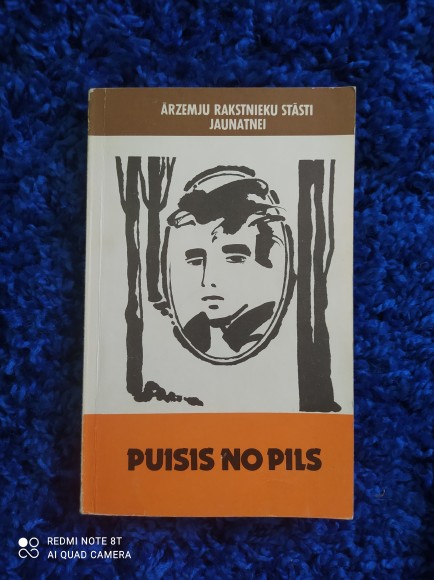 ĀRZEMJU RAKSTNIEKU STĀSTI
JAUNATNEI
PUISIS NO PILS
REDMI NOTE 8T
AI QUAD CAMERA